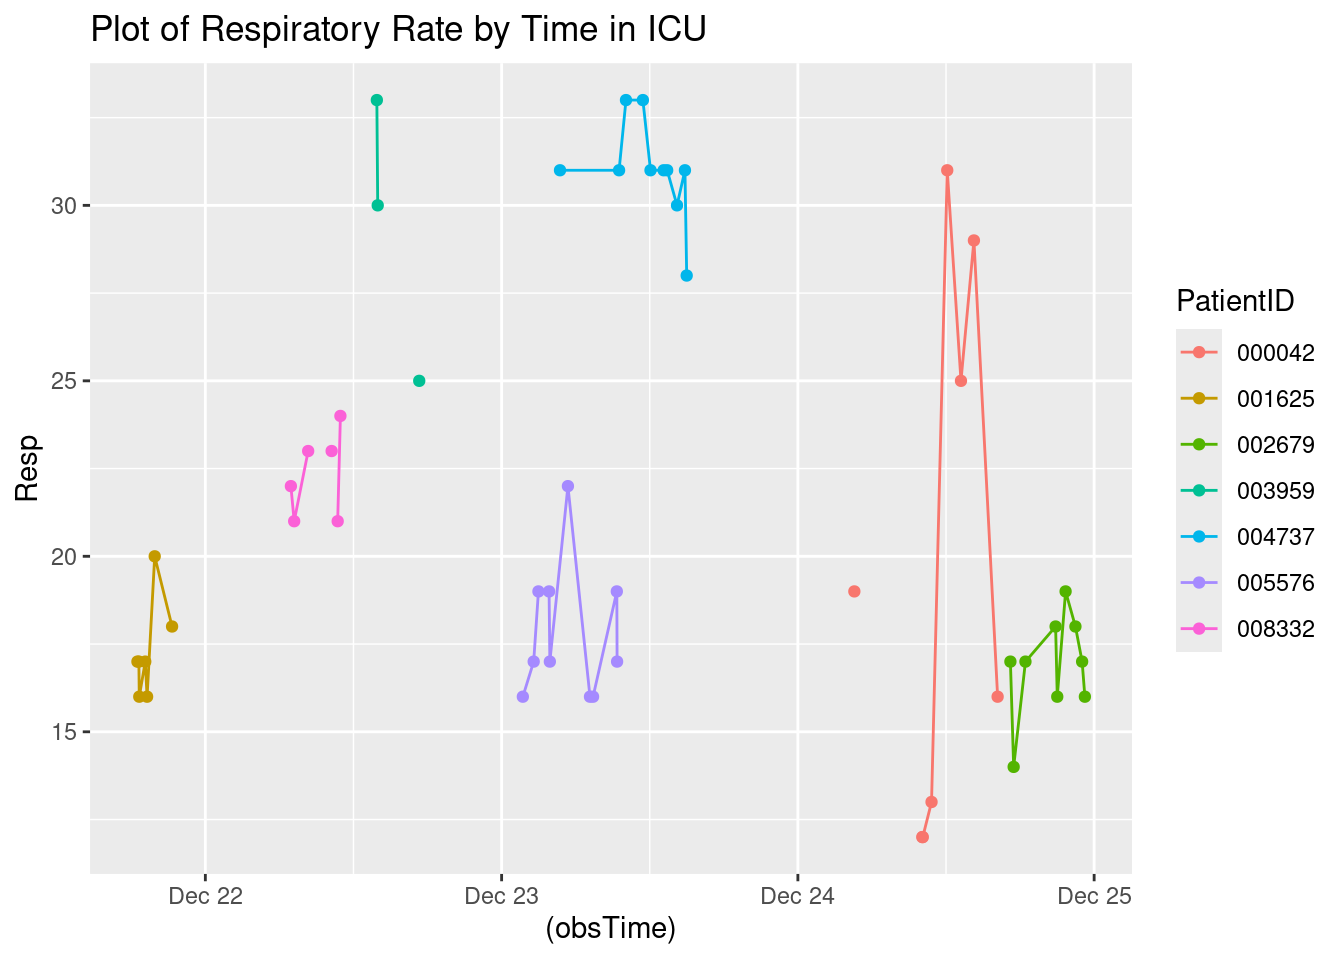 Plot of Respiratory Rate by Time in ICU
Resp
30
25
20
15
Dec 22
Dec 23
Dec 24
Dec 25
(obsTime)
PatientID
000042
001625
002679
003959
004737
005576
008332